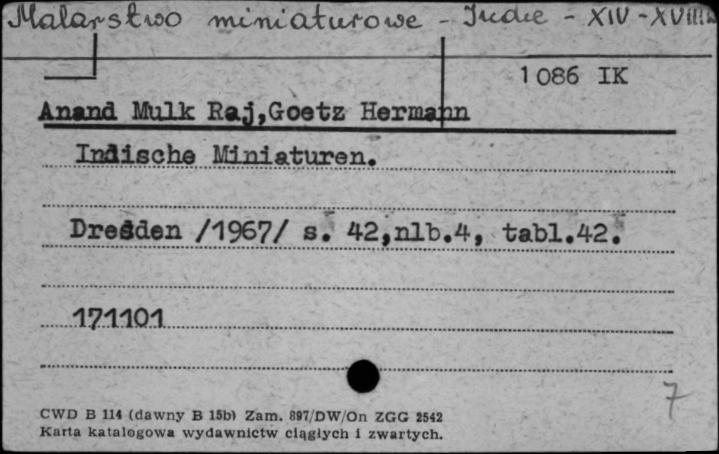 Malarstwo miniaturowe - Indie - XIV - XVIII w
1086 IK
Anand Mulk Raj,Goetz Hermann
Indische Miniaturen.
Dresden /1967/ s. 42,nlb.4, tabl.42.
171101
7
CWD B 114 (dawny B 15b) Zam. 897/DW/On ZGG 2542
Karta katalogowa wydawnictw ciągłych i zwartych.